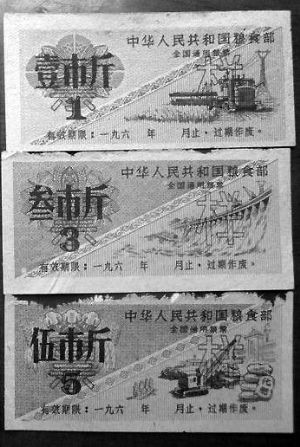 中华人民共和国粮食部
全国通用粮票
壹市斤
1
样
有效期限：一九六 年 月止，过期作废。
中华人民共和国粮食部
全国通用粮票
叁市斤
3
样
有效期限：一九六 年 月止，过期作废。
中华人民共和国粮食部
全国通用粮票
伍市斤
5
样
有效期限：一九六 年 月止，过期作废。